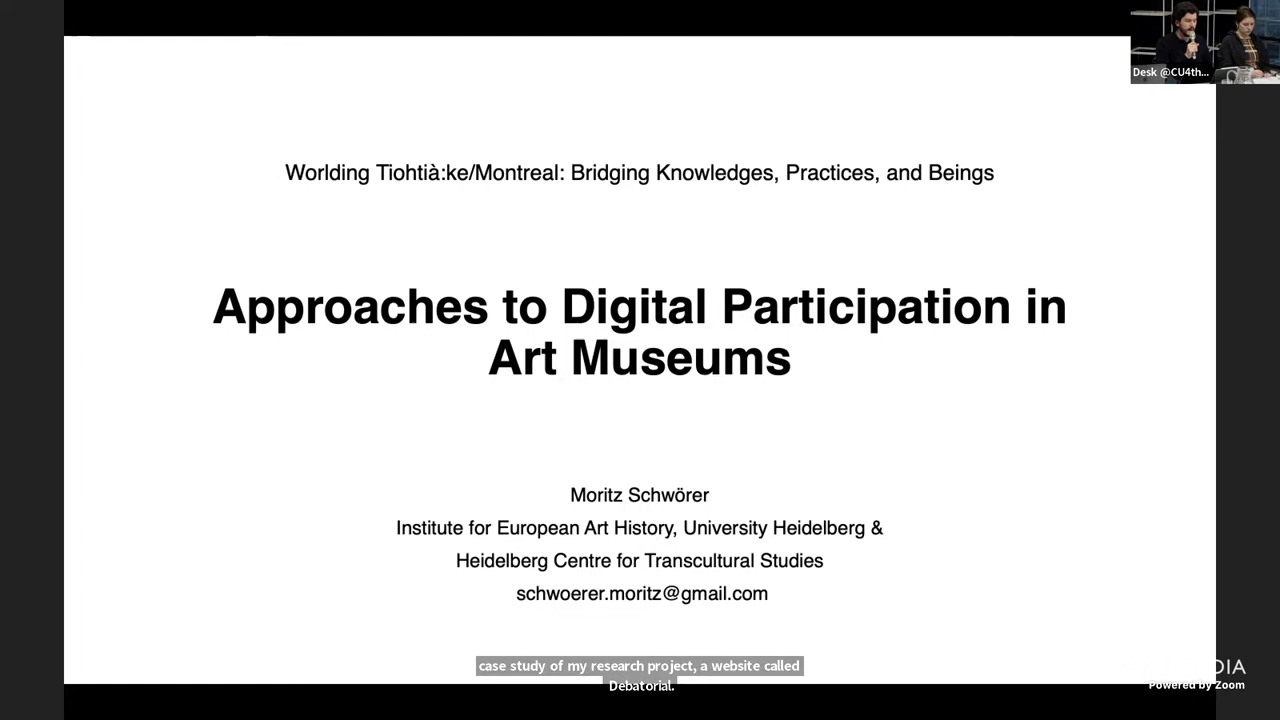 Desk @CU4th...
Worlding Tiohtià:ke/Montreal: Bridging Knowledges, Practices, and Beings
Approaches to Digital Participation in
Art Museums
Moritz Schwörer
Institute for European Art History, University Heidelberg &
Heidelberg Centre for Transcultural Studies
schwoerer.moritz@gmail.com
case study of my research project, a website called
Debatorial.
Powered by Zoom